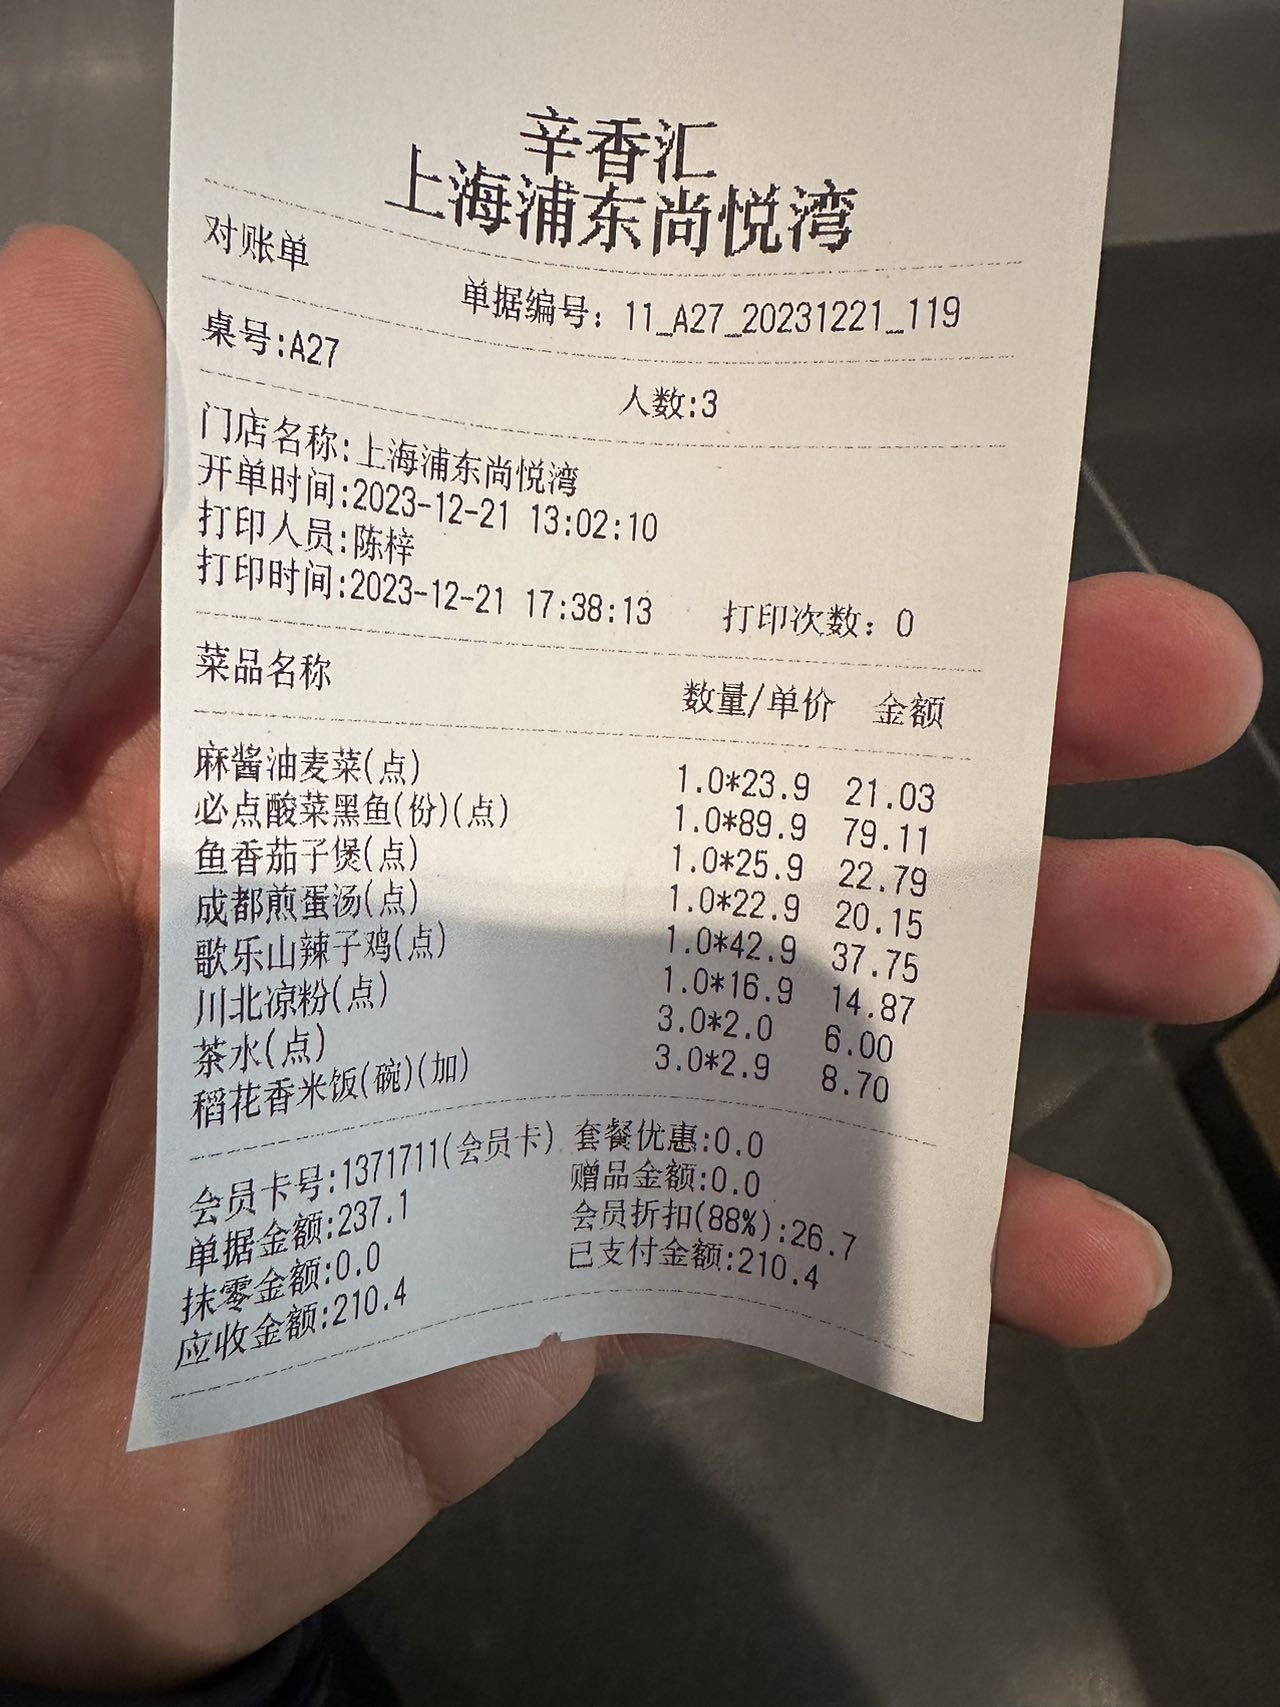 辛香汇
上海浦东尚悦湾
对账单
单据编号：11_A27_20231221_119
桌号:A27 人数:3
门店名称:上海浦东尚悦湾
开单时间:2023-12-21 13:02:10
打印人员:陈梓
打印时间:2023-12-21 17:38:13 打印次数：0
菜品名称 数量/单价 金额
麻酱油麦菜(点) 1.0*23.9 21.03
必点酸菜黑鱼(份)(点) 1.0*89.9 79.11
鱼香茄子煲(点) 1.0*25.9 22.79
成都煎蛋汤(点) 1.0*22.9 20.15
歌乐山辣子鸡(点) 1.0*42.9 37.75
川北凉粉(点) 1.0*16.9 14.87
茶水(点) 3.0*2.0 6.00
稻花香米饭(碗)(加) 3.0*2.9 8.70
会员卡号:1371711(会员卡) 套餐优惠:0.0
单据金额:237.1 赠品金额:0.0
抹零金额:0.0 会员折扣(88%):26.7
应收金额:210.4 已支付金额:210.4